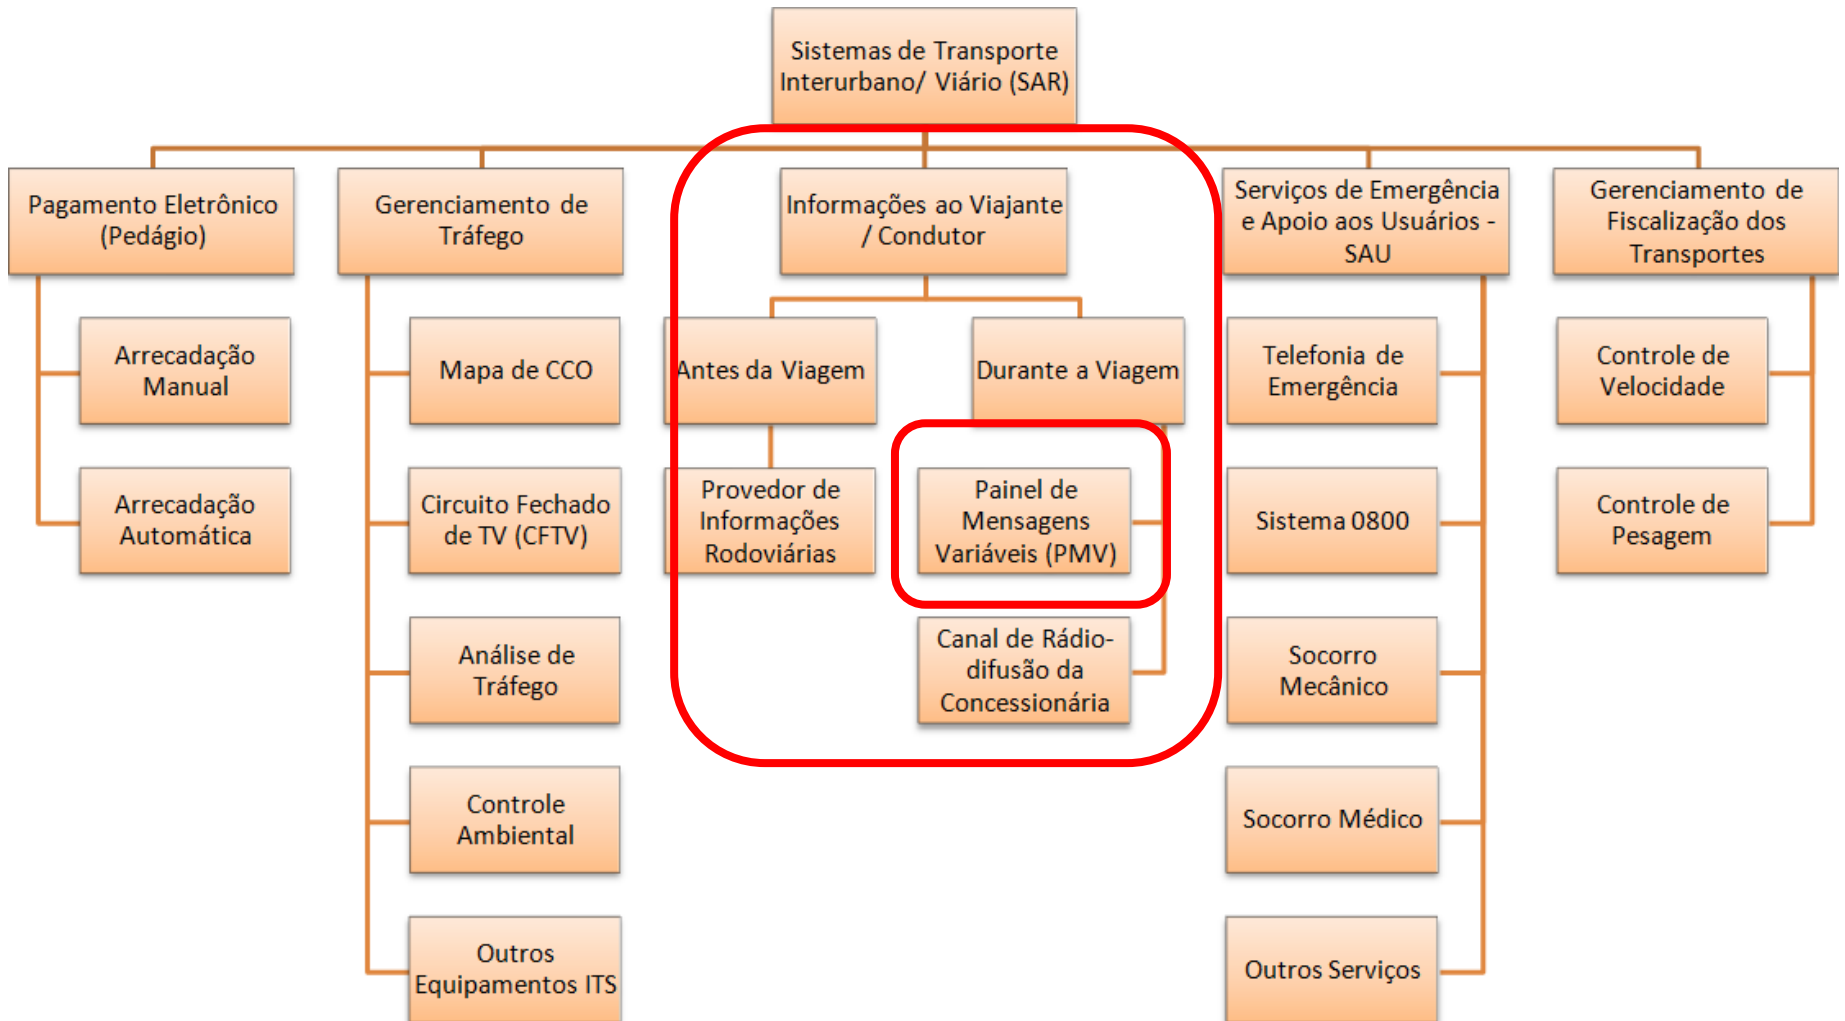 Sistemas de Transporte
Interurbano/ Viário (SAR)
Pagamento Eletrônico
(Pedágio)
Gerenciamento de
Tráfego
Informações ao Viajante
/ Condutor
Serviços de Emergência
e Apoio aos Usuários -
SAU
Gerenciamento de
Fiscalização dos
Transportes
Arrecadação
Manual
Mapa de CCO
Antes da Viagem
Durante a Viagem
Telefonia de
Emergência
Controle de
Velocidade
Arrecadação
Automática
Circuito Fechado
de TV (CFTV)
Provedor de
Informações
Rodoviárias
Painel de
Mensagens
Variáveis (PMV)
Sistema 0800
Controle de
Pesagem
Análise de
Tráfego
Canal de Rádio-
difusão da
Concessionária
Socorro
Mecânico
Controle
Ambiental
Socorro Médico
Outros
Equipamentos ITS
Outros Serviços